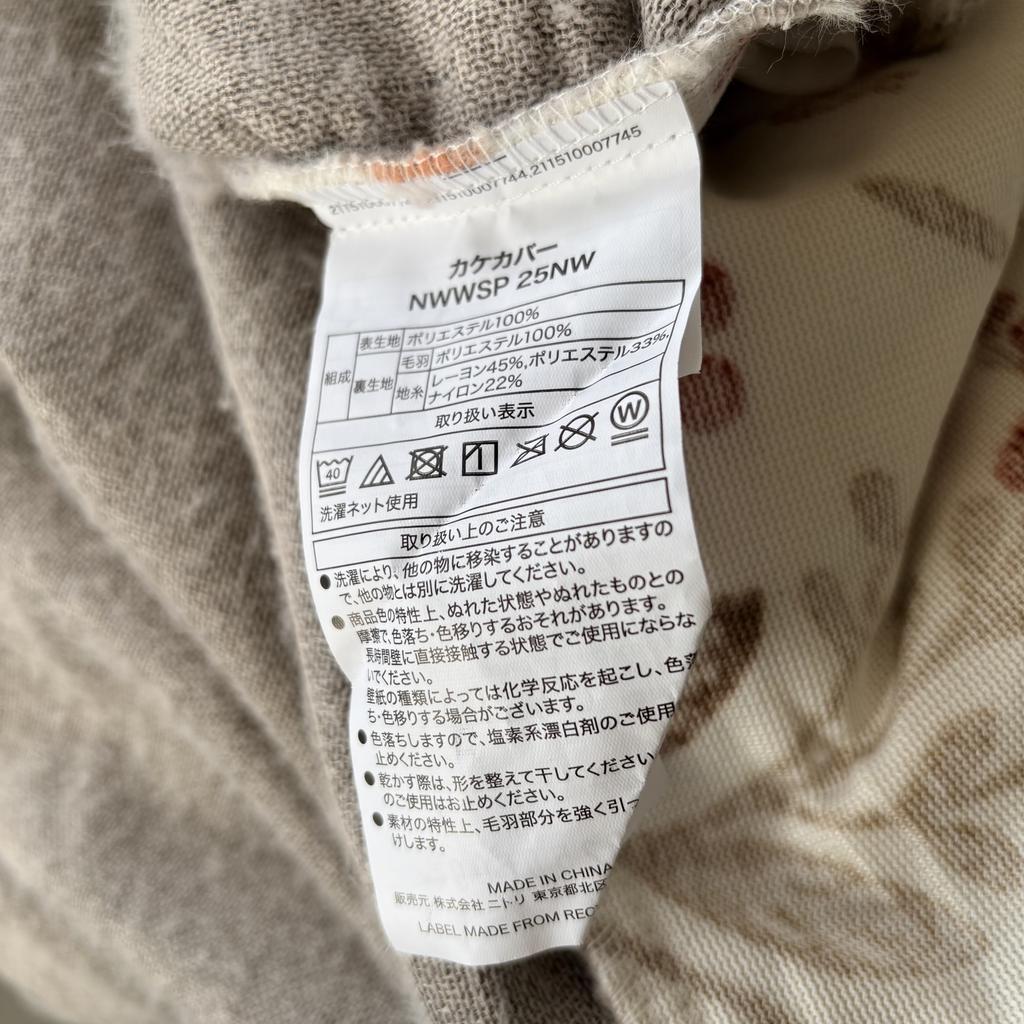 211510007744,211510007745
カケカバー
NWWSP 25NW
組成
表生地 ポリエステル100%
裏生地 毛羽 ポリエステル100%
地糸 レーヨン45%,ポリエステル33%,
ナイロン22%
取り扱い表示
40 W
洗濯ネット使用
取り扱い上のご注意
●洗濯により、他の物に移染することがありますの
で、他の物とは別に洗濯してください。
●商品色の特性上、ぬれた状態やぬれたものとの
摩擦で、色落ち・色移りするおそれがあります。
長時間壁に直接接触する状態でご使用にならな
いでください。
壁紙の種類によっては化学反応を起こし、色落
ち・色移りする場合がございます。
●色落ちしますので、塩素系漂白剤のご使用
止めください。
●乾かす際は、形を整えて干してください
のご使用はお止めください。
●素材の特性上、毛羽部分を強く引っ
けします。
MADE IN CHINA
販売元 株式会社 ニトリ 東京都北区
LABEL MADE FROM